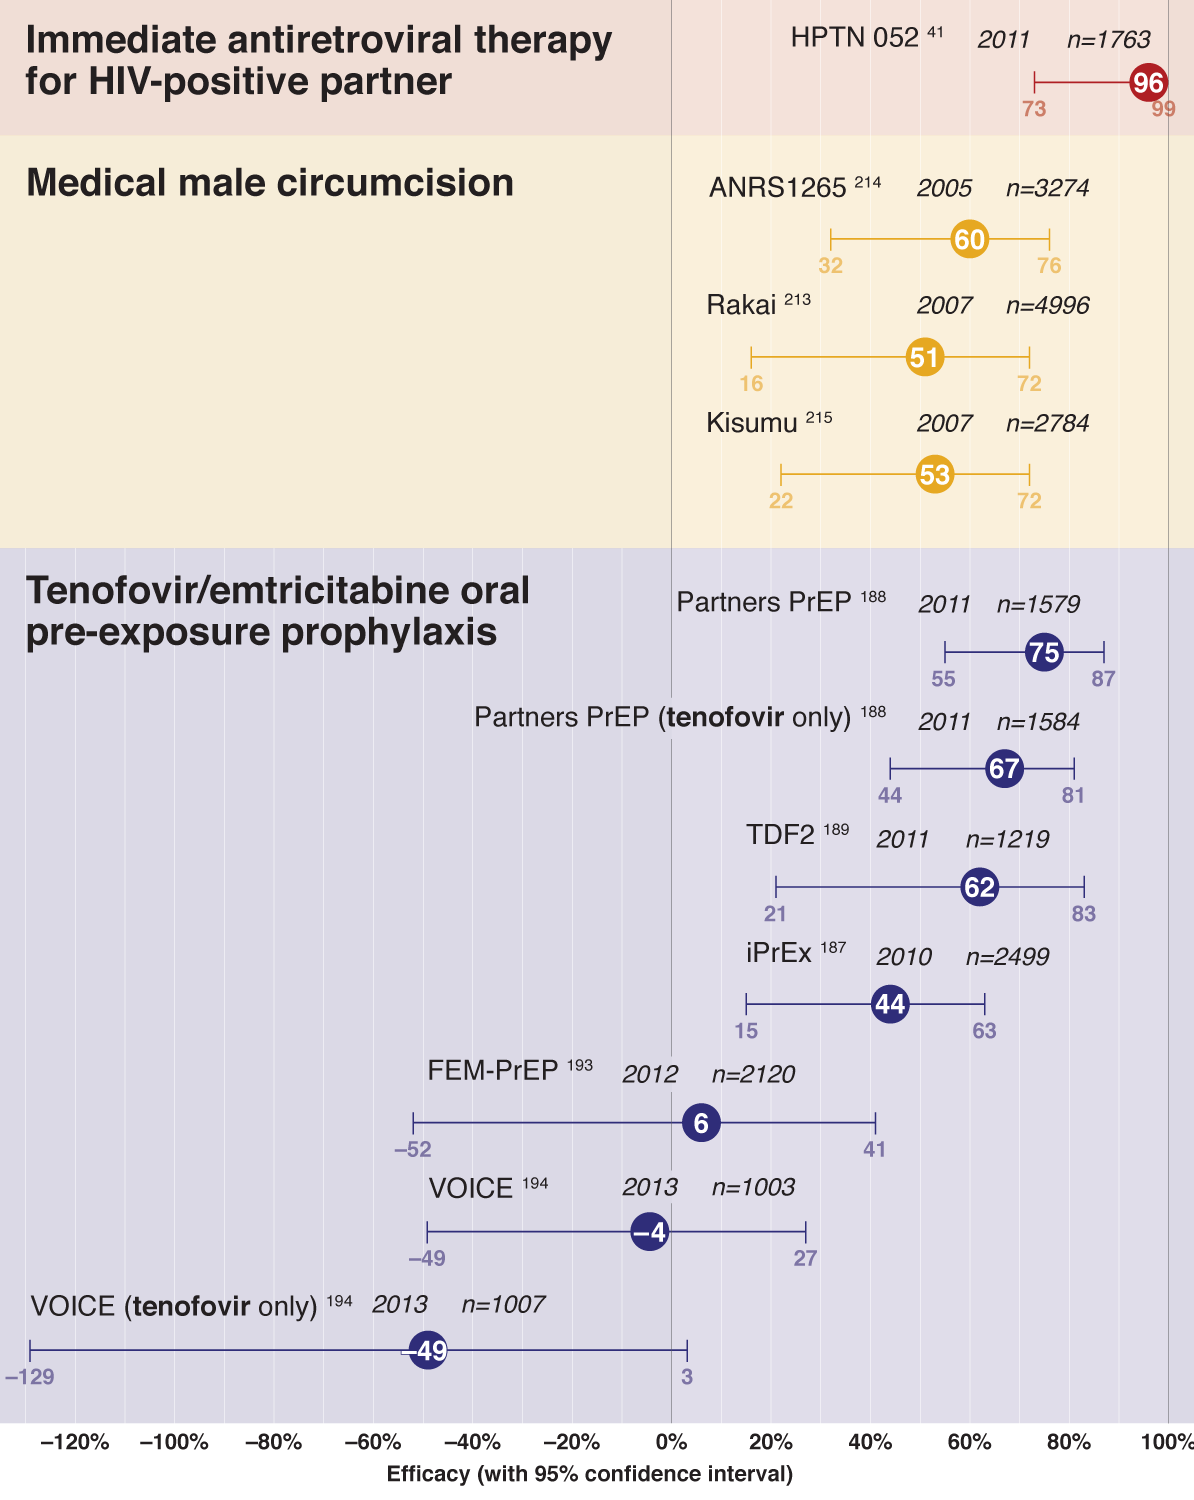 Immediate antiretroviral therapy
for HIV-positive partner
HPTN 052 41 2011 n=1763
96
73 99
Medical male circumcision
ANRS1265 214 2005 n=3274
60
32 76
Rakai 213 2007 n=4996
51
16 72
Kisumu 215 2007 n=2784
53
22 72
Tenofovir/emtricitabine oral
pre-exposure prophylaxis
Partners PrEP 188 2011 n=1579
75
55 87
Partners PrEP (tenofovir only) 188 2011 n=1584
67
44 81
TDF2 189 2011 n=1219
62
21 83
iPrEx 187 2010 n=2499
44
15 63
FEM-PrEP 193 2012 n=2120
6
–52 41
VOICE 194 2013 n=1003
–4
–49 27
VOICE (tenofovir only) 194 2013 n=1007
–49
–129 3
–120% –100% –80% –60% –40% –20% 0% 20% 40% 60% 80% 100%
Efficacy (with 95% confidence interval)